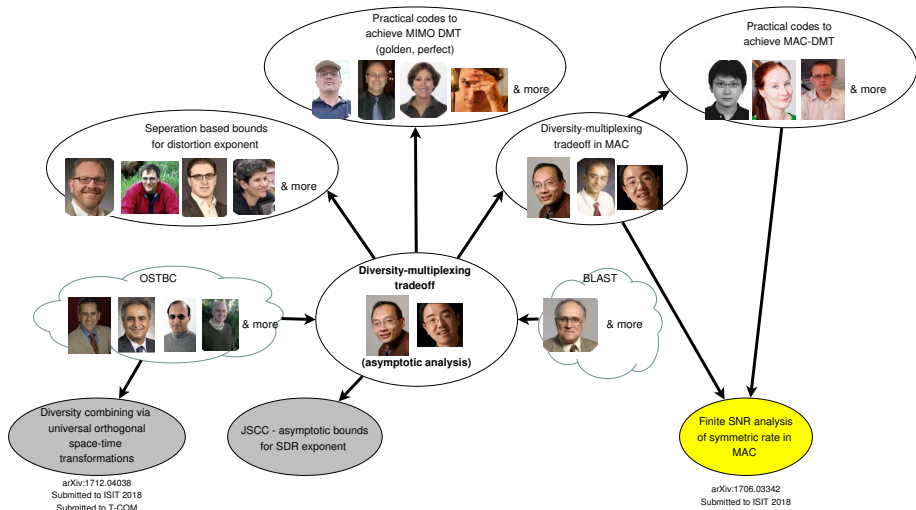 Practical codes to
achieve MIMO DMT
(golden, perfect)
& more
Practical codes to
achieve MAC-DMT
& more
Seperation based bounds
for distortion exponent
& more
Diversity-multiplexing
tradeoff in MAC
OSTBC
& more
Diversity-multiplexing
tradeoff
(asymptotic analysis)
BLAST
& more
Diversity combining via
universal orthogonal
space-time
transformations
arXiv:1712.04038
Submitted to ISIT 2018
Submitted to T-COM
JSCC - asymptotic bounds
for SDR exponent
Finite SNR analysis
of symmetric rate in
MAC
arXiv:1706.03342
Submitted to ISIT 2018